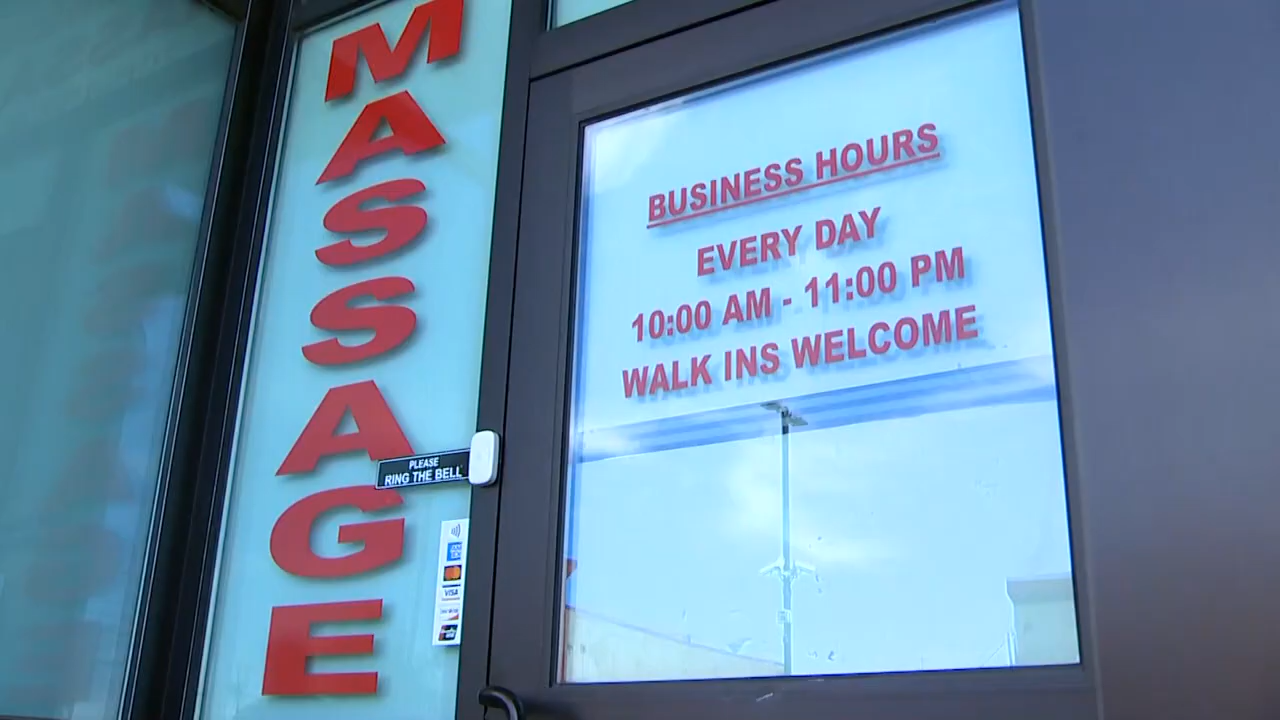 MASSAGE
BUSINESS HOURS
EVERY DAY
10:00 AM - 11:00 PM
WALK INS WELCOME
PLEASE
RING THE BELL
VISA